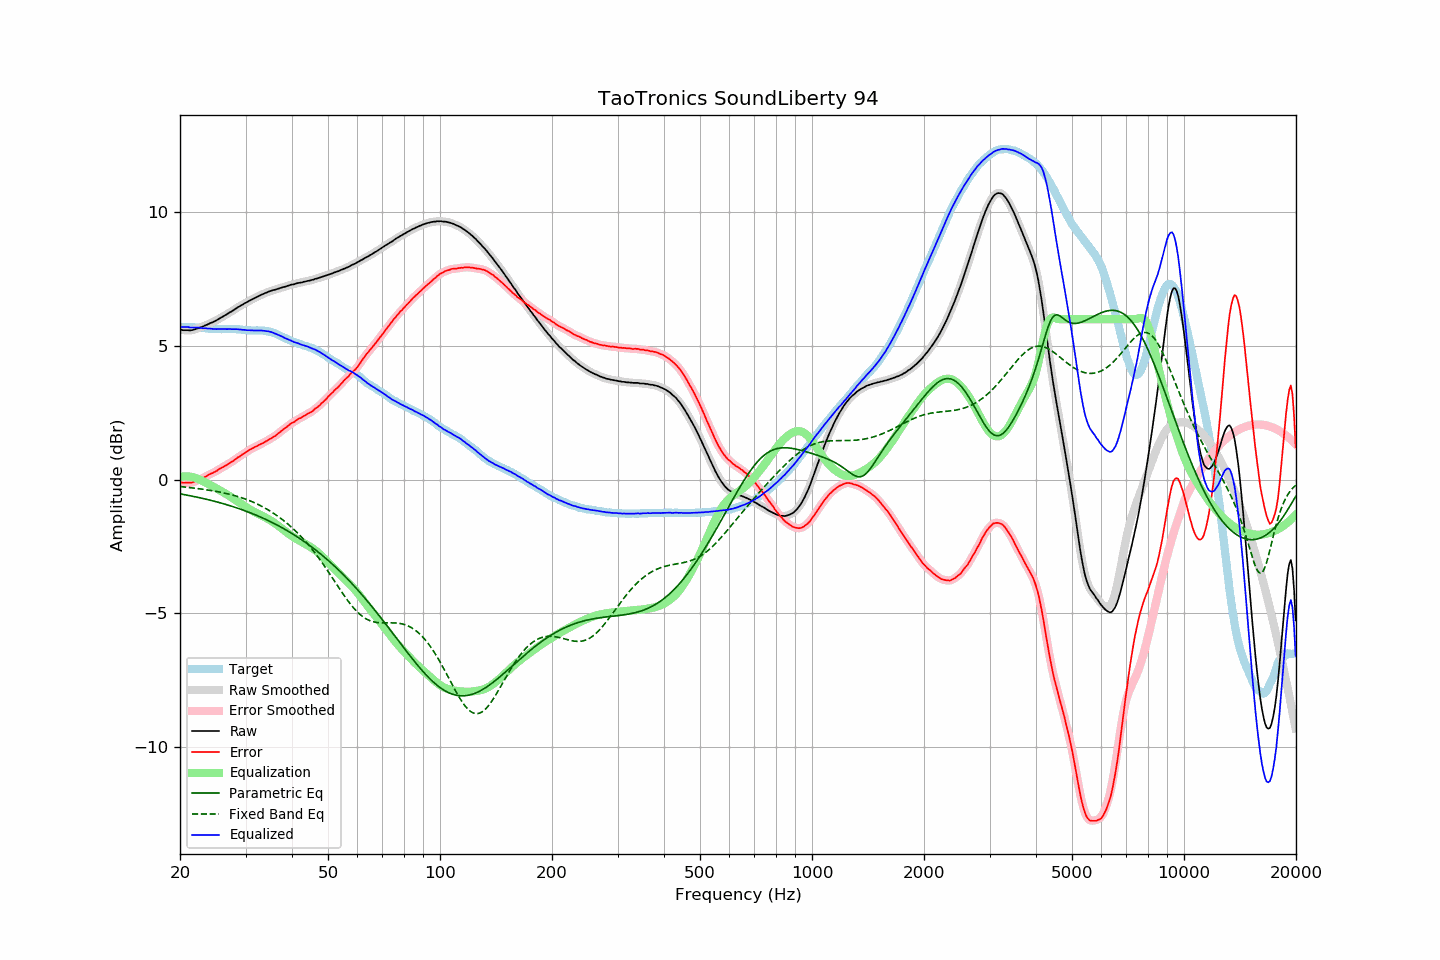 TaoTronics SoundLiberty 94
Amplitude (dBr)
10
5
0
−5
−10
Target
Raw Smoothed
Error Smoothed
Raw
Error
Equalization
Parametric Eq
Fixed Band Eq
Equalized
20 50 100 200 500 1000 2000 5000 10000 20000
Frequency (Hz)